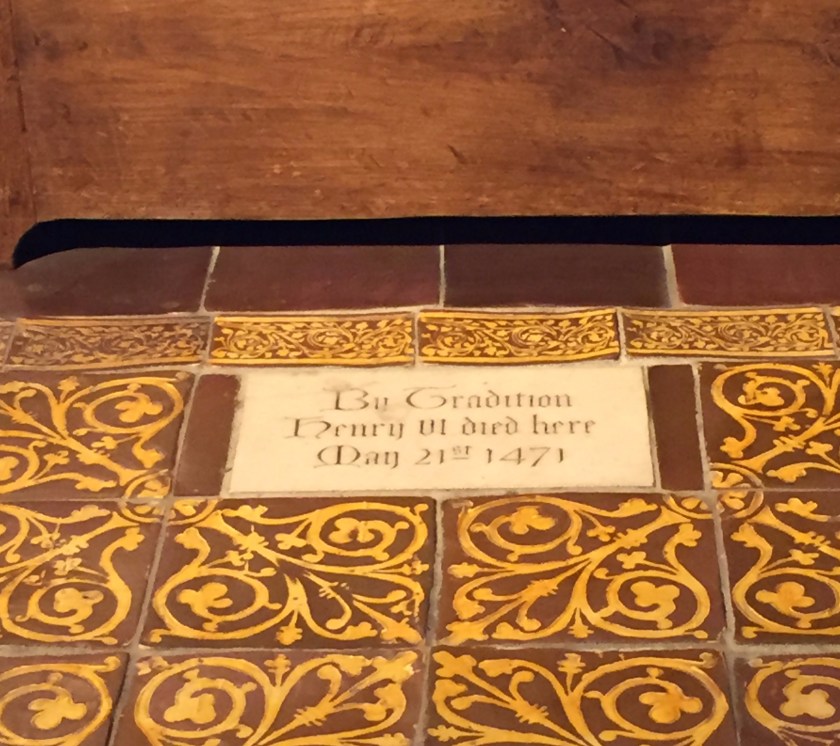 By Tradition
Henry VI died here
May 21st 1471